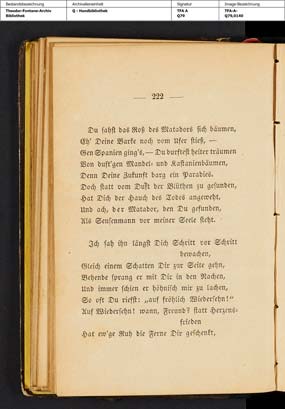 Bestandsbezeichnung
Theodor-Fontane-Archiv
Bibliothek
Archivalieneinheit
Q - Handbibliothek
Signatur
TFA A
Q79
Image-Bezeichnung
TFA-A-
Q79,0140
— 222 —
Du sahst das Roß des Matadors sich bäumen,
Eh' Deine Barke noch vom Ufer stieß, —
Gen Spanien ging's, — Du durftest heiter träumen
Von duft'gen Mandel- und Kastanienbäumen,
Denn Deine Zukunft barg ein Paradies.
Doch statt vom Duft der Blüthen zu gesunden,
Hat Dich der Hauch des Todes angeweht,
Und ach, der Matador, den Du gefunden,
Als Sensenmann vor meiner Seele steht.
Ich sah ihn längst Dich Schritt vor Schritt
bewachen,
Gleich einem Schatten Dir zur Seite gehn,
Behende sprang er mit Dir in den Nachen,
Und immer schien er höhnisch mir zu lachen,
So oft Du riefst: „auf fröhlich Wiedersehn!"
Auf Wiedersehn! wann, Freund? statt Herzens-
frieden
Hat ew'ge Ruh die Ferne Dir geschenkt,